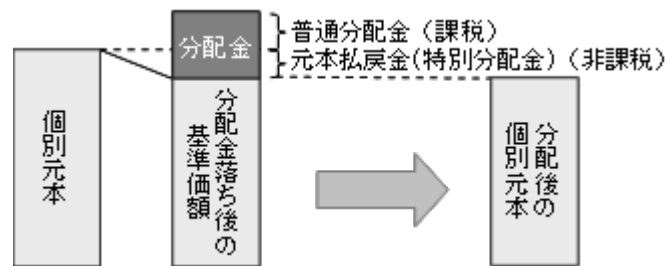 普通分配金（課税）
分配金
元本払戻金(特別分配金)（非課税）
個別元本
分配金落ち後の
基準価額
分配後の
個別元本